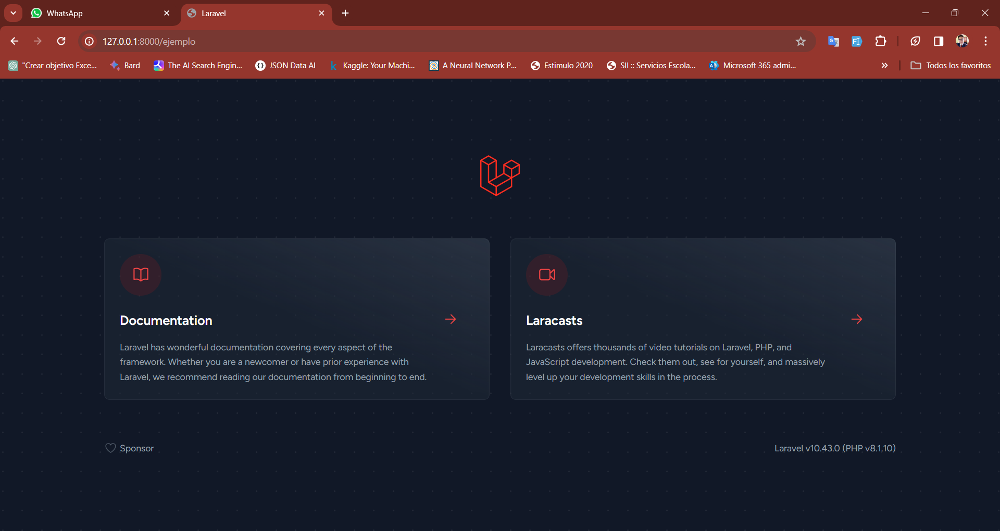 WhatsApp
Laravel
127.0.0.1:8000/ejemplo
"Crear objetivo Exce...
Bard
The AI Search Engin...
JSON Data AI
Kaggle: Your Machi...
A Neural Network P...
Estimulo 2020
SII :: Servicios Escola...
Microsoft 365 admi...
Todos los favoritos
Documentation
Laravel has wonderful documentation covering every aspect of the
framework. Whether you are a newcomer or have prior experience with
Laravel, we recommend reading our documentation from beginning to end.
Laracasts
Laracasts offers thousands of video tutorials on Laravel, PHP, and
JavaScript development. Check them out, see for yourself, and massively
level up your development skills in the process.
Sponsor
Laravel v10.43.0 (PHP v8.1.10)